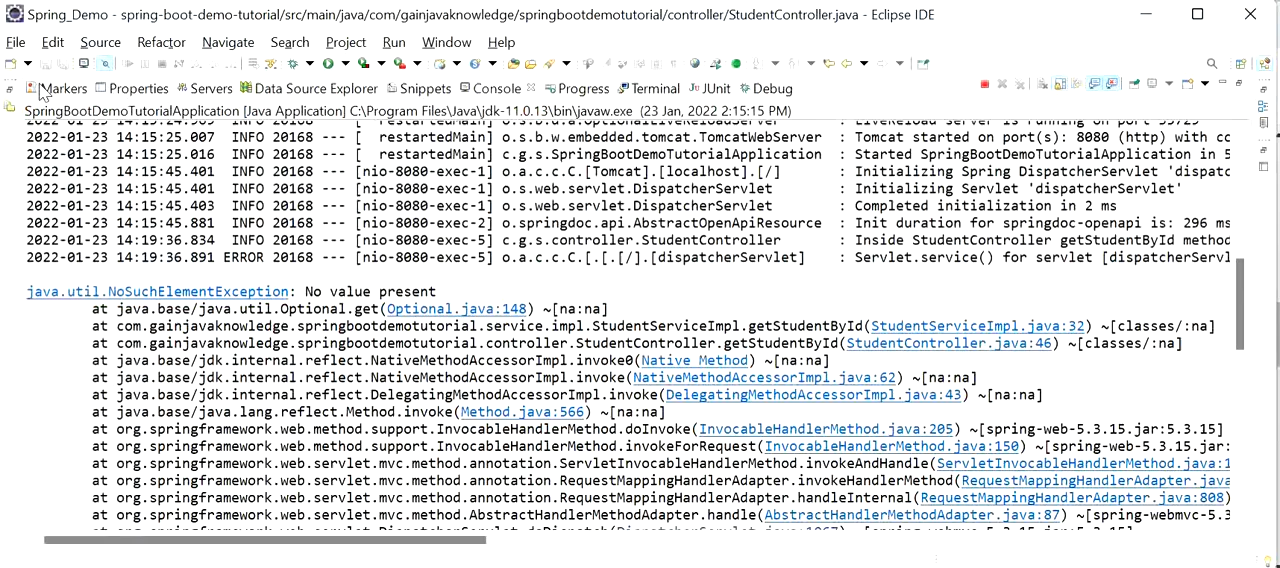 Spring_Demo - spring-boot-demo-tutorial/src/main/java/com/gainjavaknowledge/springbootdemotutorial/controller/StudentController.java - Eclipse IDE
File Edit Source Refactor Navigate Search Project Run Window Help
Markers Properties Servers Data Source Explorer Snippets Console Progress Terminal JUnit Debug
SpringBootDemoTutorialApplication [Java Application] C:\Program Files\Java\jdk-11.0.13\bin\javaw.exe (23 Jan, 2022 2:15:15 PM)
2022-01-23 14:15:25.007 INFO 20168 --- [ restartedMain] o.s.b.w.embedded.tomcat.TomcatWebServer : Tomcat started on port(s): 8080 (http) with co
2022-01-23 14:15:25.016 INFO 20168 --- [ restartedMain] c.g.s.SpringBootDemoTutorialApplication : Started SpringBootDemoTutorialApplication in 5
2022-01-23 14:15:45.401 INFO 20168 --- [nio-8080-exec-1] o.a.c.c.C.[Tomcat].[localhost].[/] : Initializing Spring DispatcherServlet 'dispatc
2022-01-23 14:15:45.401 INFO 20168 --- [nio-8080-exec-1] o.s.web.servlet.DispatcherServlet : Initializing Servlet 'dispatcherServlet'
2022-01-23 14:15:45.403 INFO 20168 --- [nio-8080-exec-1] o.s.web.servlet.DispatcherServlet : Completed initialization in 2 ms
2022-01-23 14:15:45.881 INFO 20168 --- [nio-8080-exec-2] o.springdoc.api.AbstractOpenApiResource : Init duration for springdoc-openapi is: 296 ms
2022-01-23 14:19:36.834 INFO 20168 --- [nio-8080-exec-5] c.g.s.controller.StudentController : Inside StudentController getStudentById method
2022-01-23 14:19:36.891 ERROR 20168 --- [nio-8080-exec-5] o.a.c.c.C.[.[.[/].[dispatcherServlet] : Servlet.service() for servlet [dispatcherServl
java.util.NoSuchElementException: No value present
at java.base/java.util.Optional.get(Optional.java:148) ~[na:na]
at com.gainjavaknowledge.springbootdemotutorial.service.impl.StudentServiceImpl.getStudentById(StudentServiceImpl.java:32) ~[classes/:na]
at com.gainjavaknowledge.springbootdemotutorial.controller.StudentController.getStudentById(StudentController.java:46) ~[classes/:na]
at java.base/jdk.internal.reflect.NativeMethodAccessorImpl.invoke0(Native Method) ~[na:na]
at java.base/jdk.internal.reflect.NativeMethodAccessorImpl.invoke(NativeMethodAccessorImpl.java:62) ~[na:na]
at java.base/jdk.internal.reflect.DelegatingMethodAccessorImpl.invoke(DelegatingMethodAccessorImpl.java:43) ~[na:na]
at java.base/java.lang.reflect.Method.invoke(Method.java:566) ~[na:na]
at org.springframework.web.method.support.InvocableHandlerMethod.doInvoke(InvocableHandlerMethod.java:205) ~[spring-web-5.3.15.jar:5.3.15]
at org.springframework.web.method.support.InvocableHandlerMethod.invokeForRequest(InvocableHandlerMethod.java:150) ~[spring-web-5.3.15.jar:
at org.springframework.web.servlet.mvc.method.annotation.ServletInvocableHandlerMethod.invokeAndHandle(ServletInvocableHandlerMethod.java:1
at org.springframework.web.servlet.mvc.method.annotation.RequestMappingHandlerAdapter.invokeHandlerMethod(RequestMappingHandlerAdapter.java
at org.springframework.web.servlet.mvc.method.annotation.RequestMappingHandlerAdapter.handleInternal(RequestMappingHandlerAdapter.java:808)
at org.springframework.web.servlet.mvc.method.AbstractHandlerMethodAdapter.handle(AbstractHandlerMethodAdapter.java:87) ~[spring-webmvc-5.3